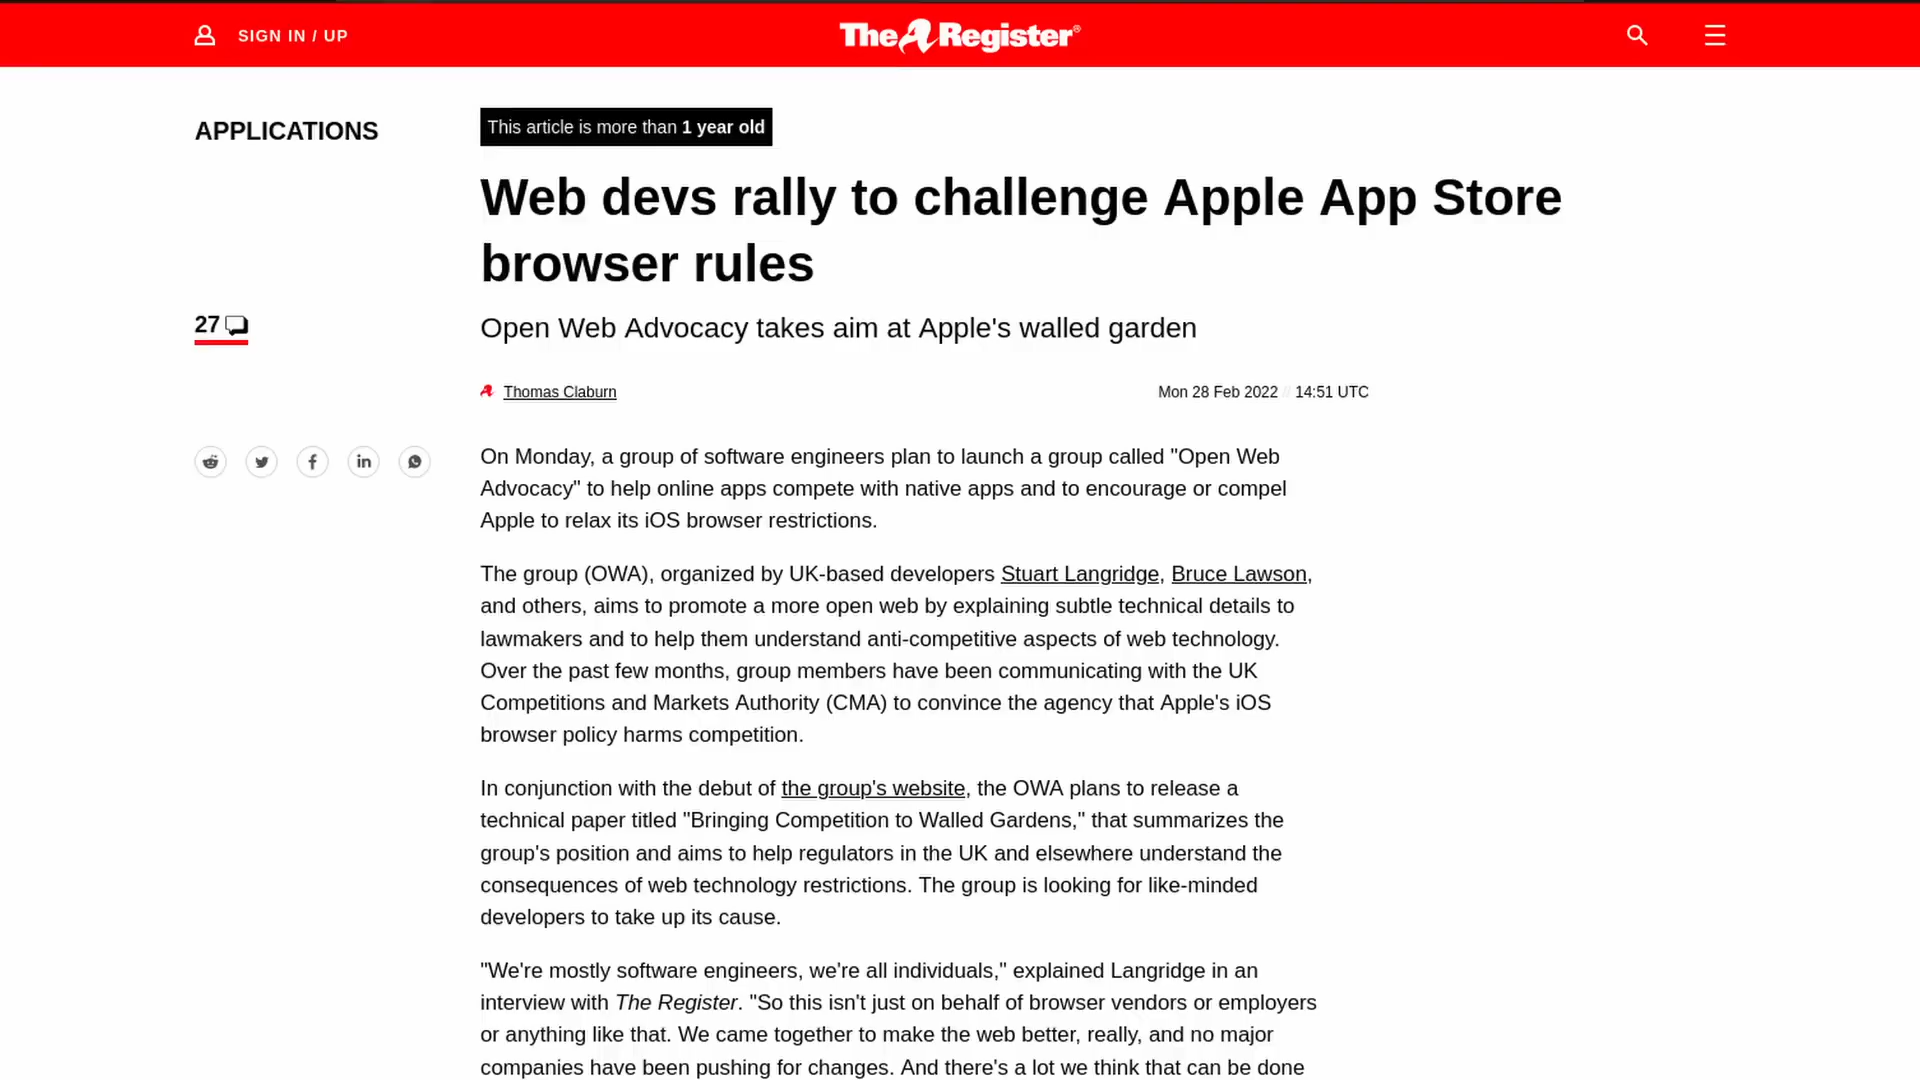 SIGN IN / UP
The Register®
APPLICATIONS
This article is more than 1 year old
Web devs rally to challenge Apple App Store
browser rules
27
Open Web Advocacy takes aim at Apple's walled garden
Thomas Claburn
Mon 28 Feb 2022 // 14:51 UTC
On Monday, a group of software engineers plan to launch a group called "Open Web
Advocacy" to help online apps compete with native apps and to encourage or compel
Apple to relax its iOS browser restrictions.
The group (OWA), organized by UK-based developers Stuart Langridge, Bruce Lawson,
and others, aims to promote a more open web by explaining subtle technical details to
lawmakers and to help them understand anti-competitive aspects of web technology.
Over the past few months, group members have been communicating with the UK
Competitions and Markets Authority (CMA) to convince the agency that Apple's iOS
browser policy harms competition.
In conjunction with the debut of the group's website, the OWA plans to release a
technical paper titled "Bringing Competition to Walled Gardens," that summarizes the
group's position and aims to help regulators in the UK and elsewhere understand the
consequences of web technology restrictions. The group is looking for like-minded
developers to take up its cause.
"We're mostly software engineers, we're all individuals," explained Langridge in an
interview with The Register. "So this isn't just on behalf of browser vendors or employers
or anything like that. We came together to make the web better, really, and no major
companies have been pushing for changes. And there's a lot we think that can be done